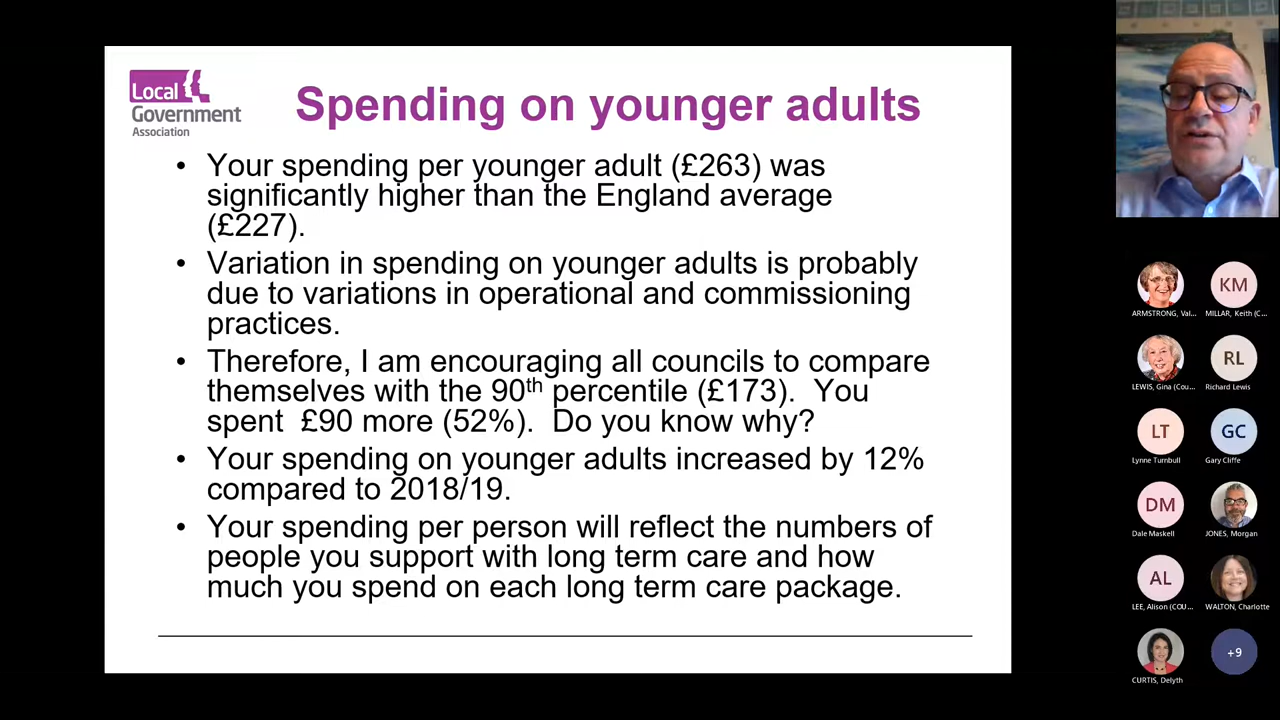 Local
Government
Association
Spending on younger adults
• Your spending per younger adult (£263) was
significantly higher than the England average
(£227).
• Variation in spending on younger adults is probably
due to variations in operational and commissioning
practices.
• Therefore, I am encouraging all councils to compare
themselves with the 90th percentile (£173).  You
spent  £90 more (52%).  Do you know why?
• Your spending on younger adults increased by 12%
compared to 2018/19.
• Your spending per person will reflect the numbers of
people you support with long term care and how
much you spend on each long term care package.
KM
ARMSTRONG, Val...
MILLAR, Keith (C...
RL
LEWIS, Gina (Cou...
Richard Lewis
LT
GC
Lynne Turnbull
Gary Cliffe
DM
Dale Maskell
JONES, Morgan
AL
LEE, Alison (COU...
WALTON, Charlotte
+9
CURTIS, Delyth